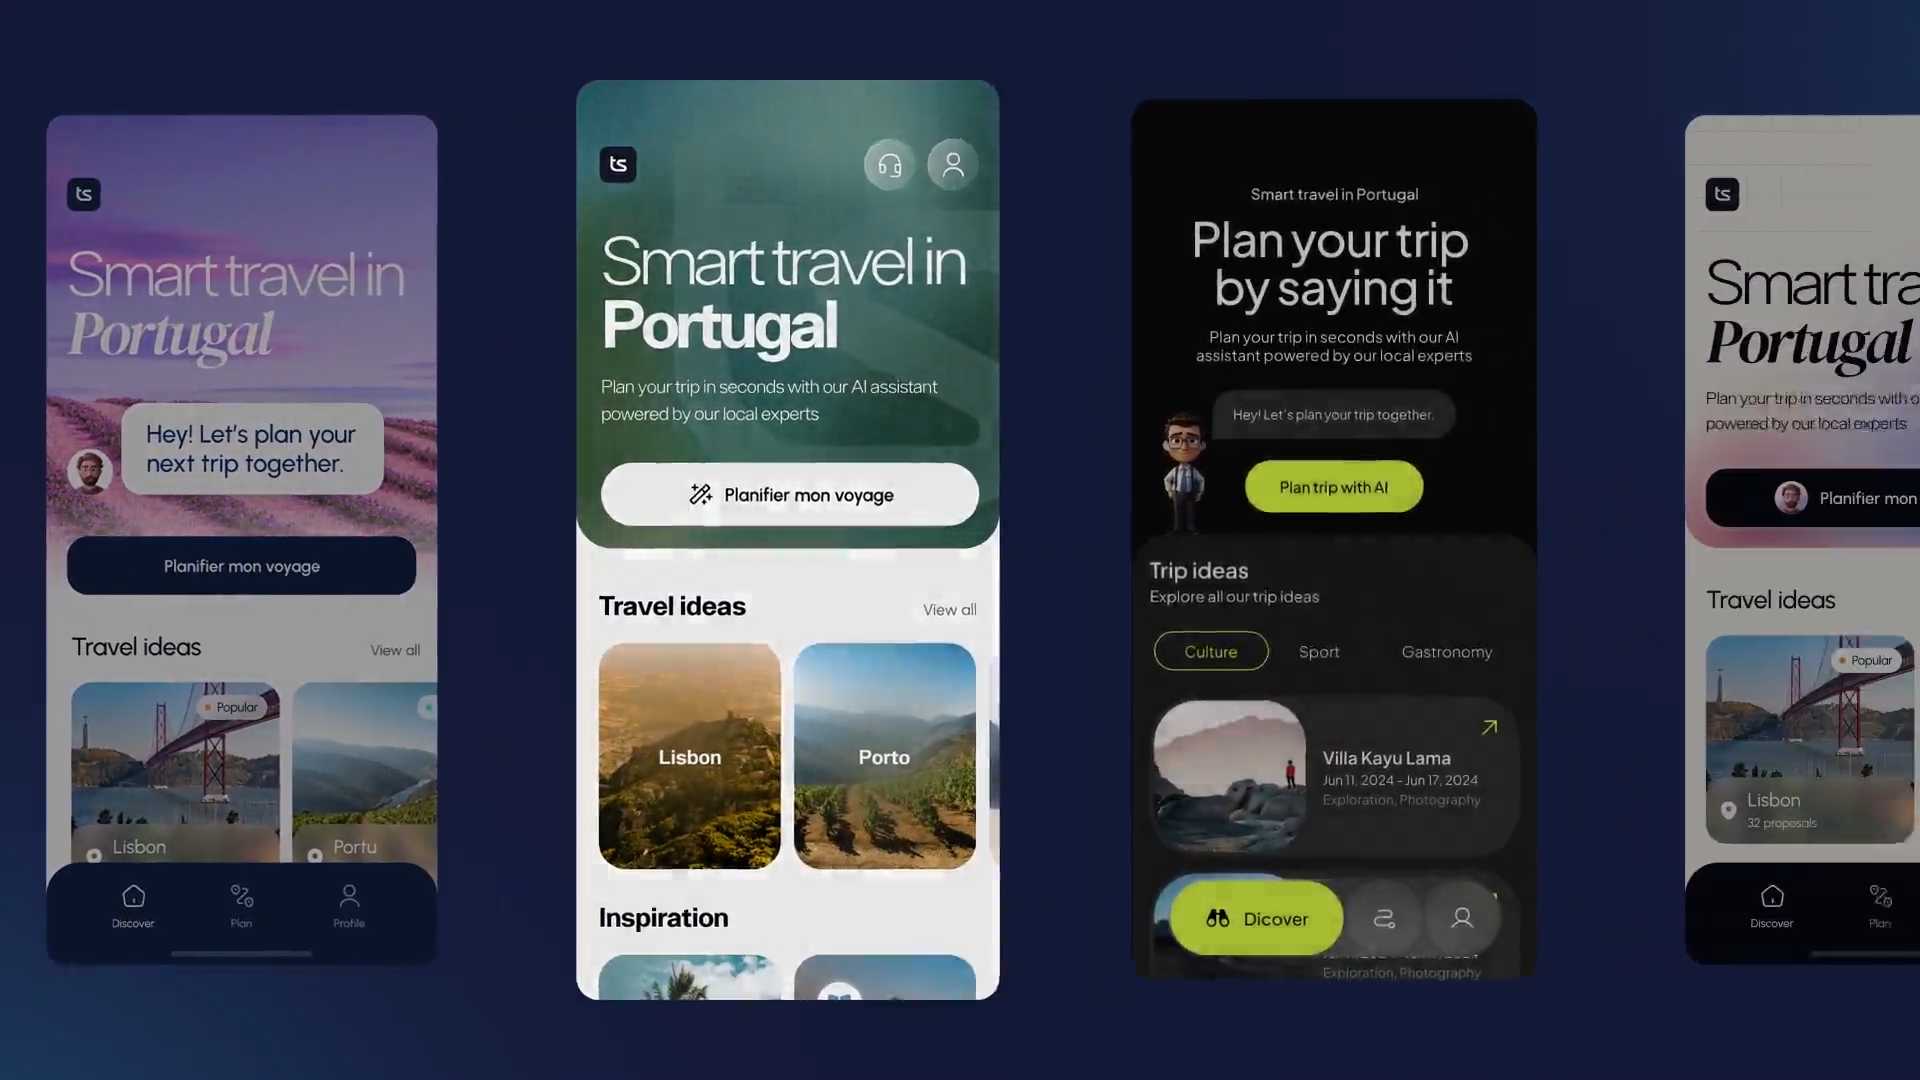 ts
Smart travel in
Portugal
Hey! Let's plan your
next trip together.
Planifier mon voyage
Travel ideas
View all
Popular
Lisbon
Portu
Discover
Plan
Profile
ts
Smart travel in
Portugal
Plan your trip in seconds with our AI assistant
powered by our local experts
Planifier mon voyage
Travel ideas
View all
Lisbon
Porto
Inspiration
Smart travel in Portugal
Plan your trip
by saying it
Plan your trip in seconds with our AI
assistant powered by our local experts
Hey! Let's plan your trip together.
Plan trip with AI
Trip ideas
Explore all our trip ideas
Culture
Sport
Gastronomy
Villa Kayu Lama
Jun 11, 2024 - Jun 17, 2024
Exploration, Photography
Dicover
Exploration, Photography
ts
Smart tra
Portugal
Plan your trip in seconds with o
powered by our local experts
Planifier mon
Travel ideas
Popular
Lisbon
32 proposals
Discover
Plan